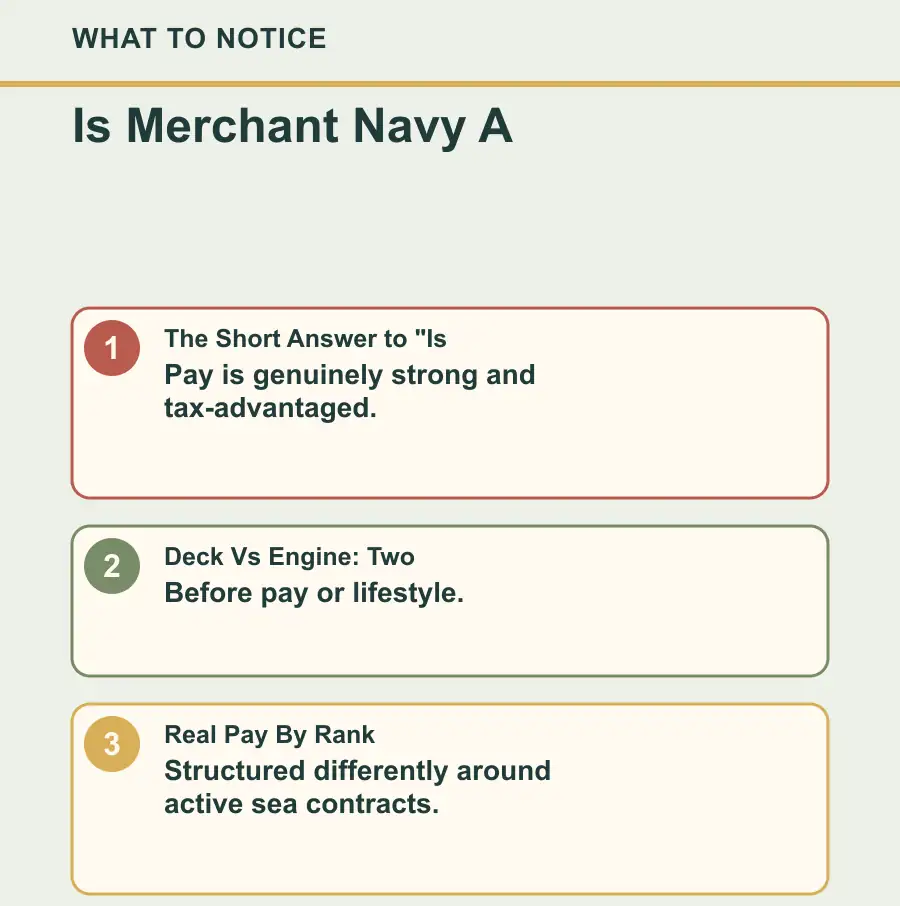 WHAT TO NOTICE
Is Merchant Navy A
1
The Short Answer to "Is
Pay is genuinely strong and
tax-advantaged.
2
Deck Vs Engine: Two
Before pay or lifestyle.
3
Real Pay By Rank
Structured differently around
active sea contracts.